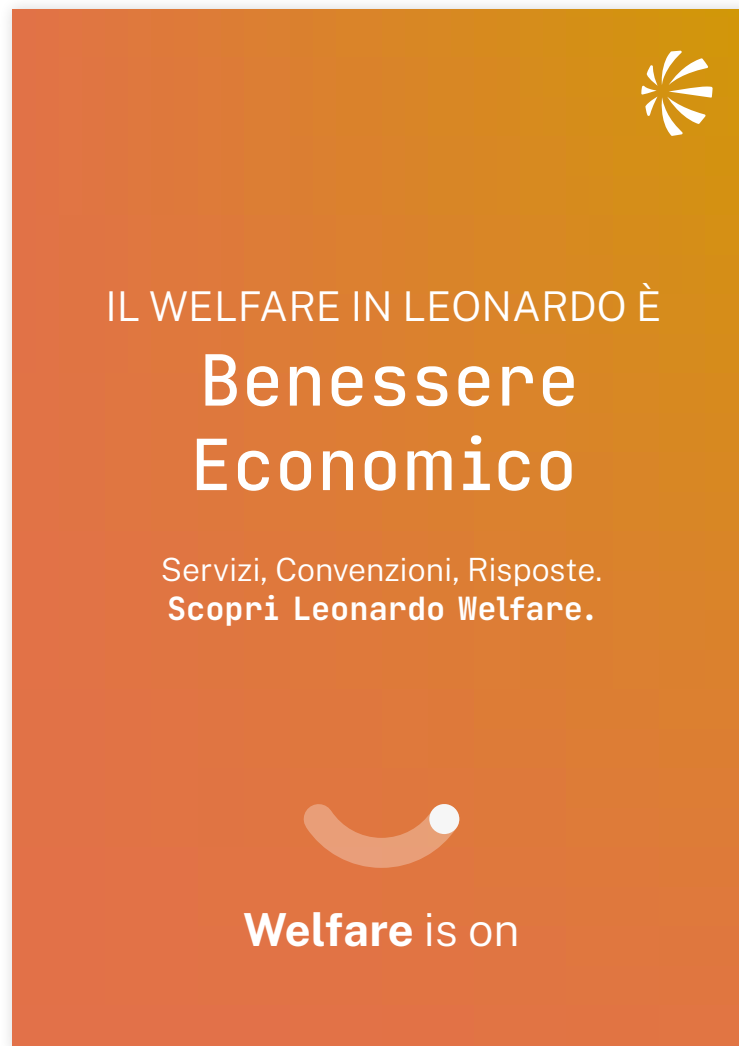 IL WELFARE IN LEONARDO È
Benessere
Economico
Servizi, Convenzioni, Risposte.
Scopri Leonardo Welfare.
Welfare is on